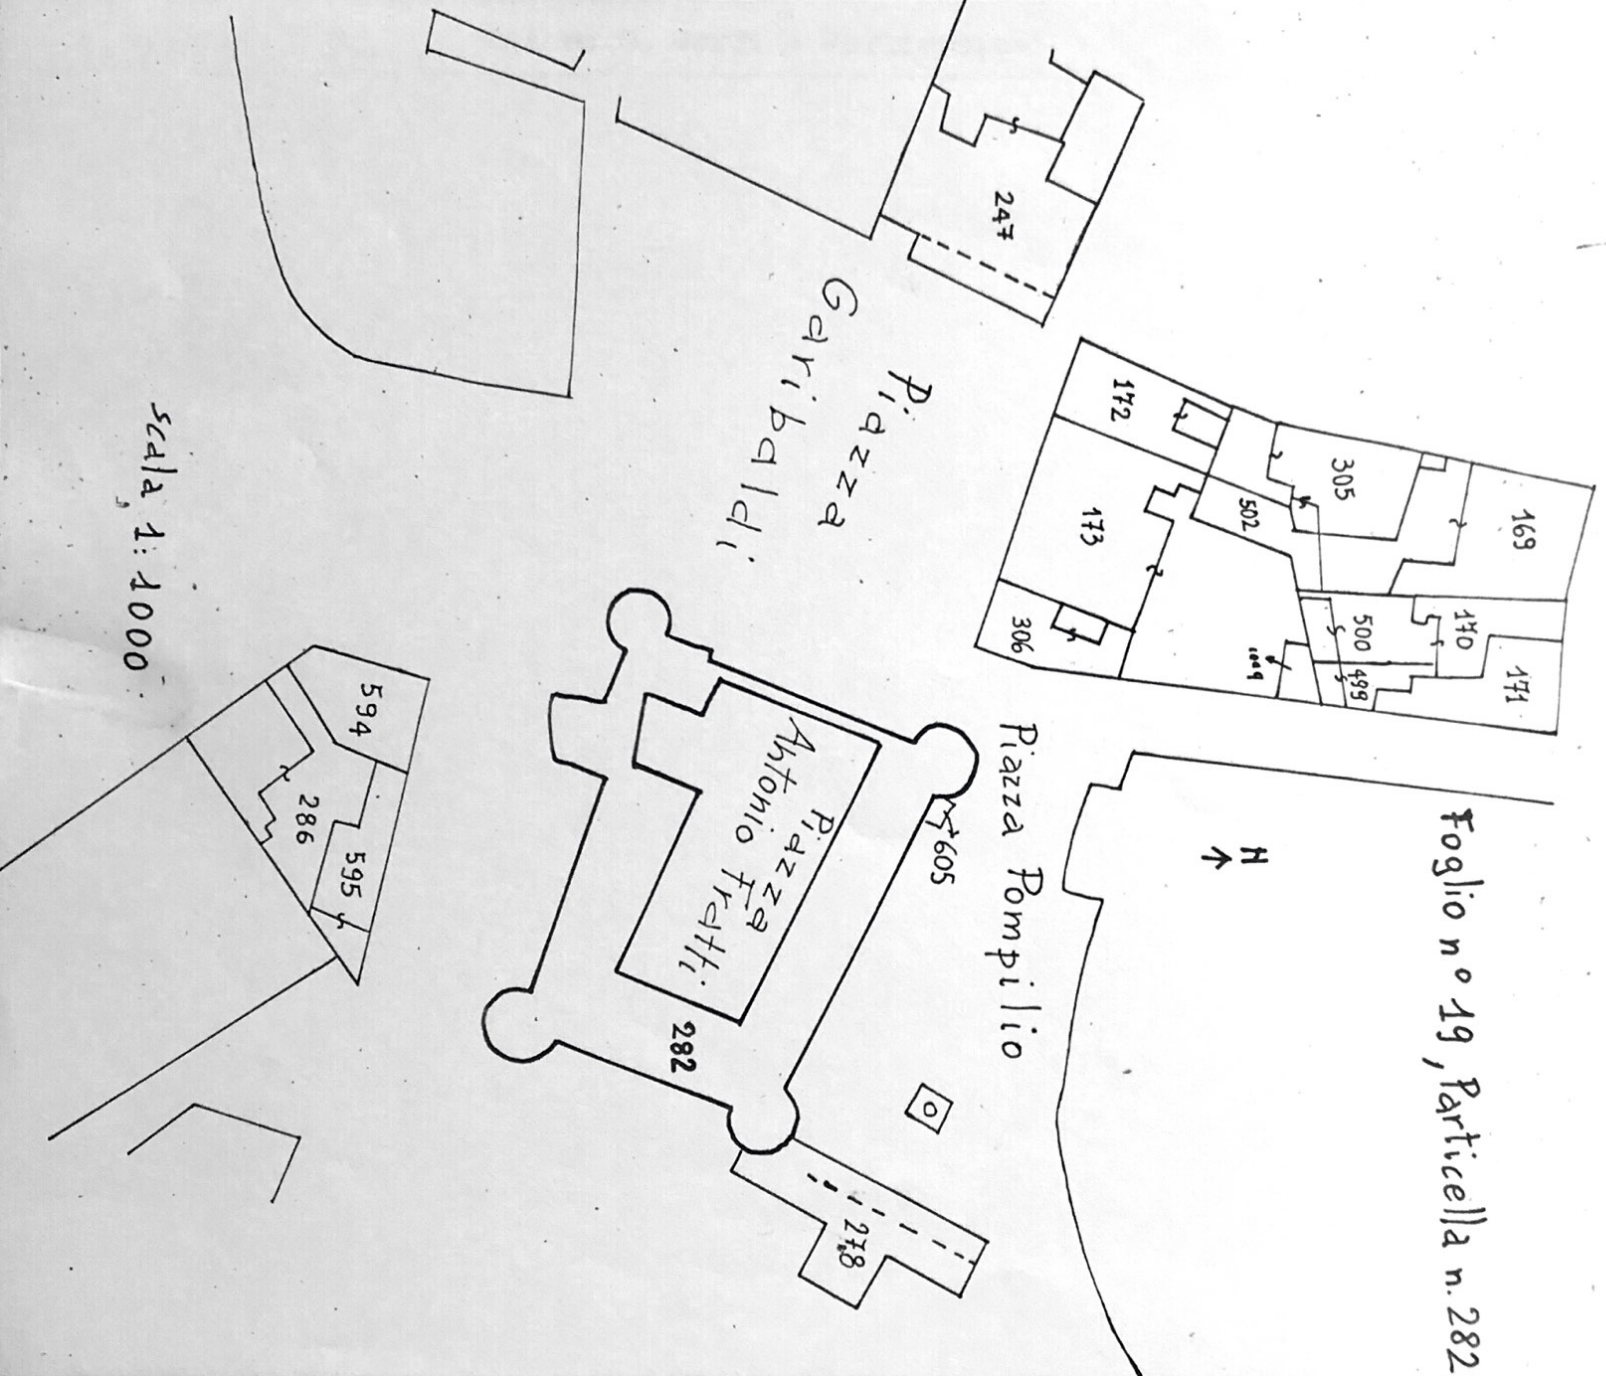 Foglio n° 19, Particella n. 282
169
171
170
500
499
305
1009
502
N
172
173
306
247
Piazza Pompilio
605
Piazza
Garibaldi
278
Piazza
Antonio Fratti
282
594
595
286
scala 1:1000